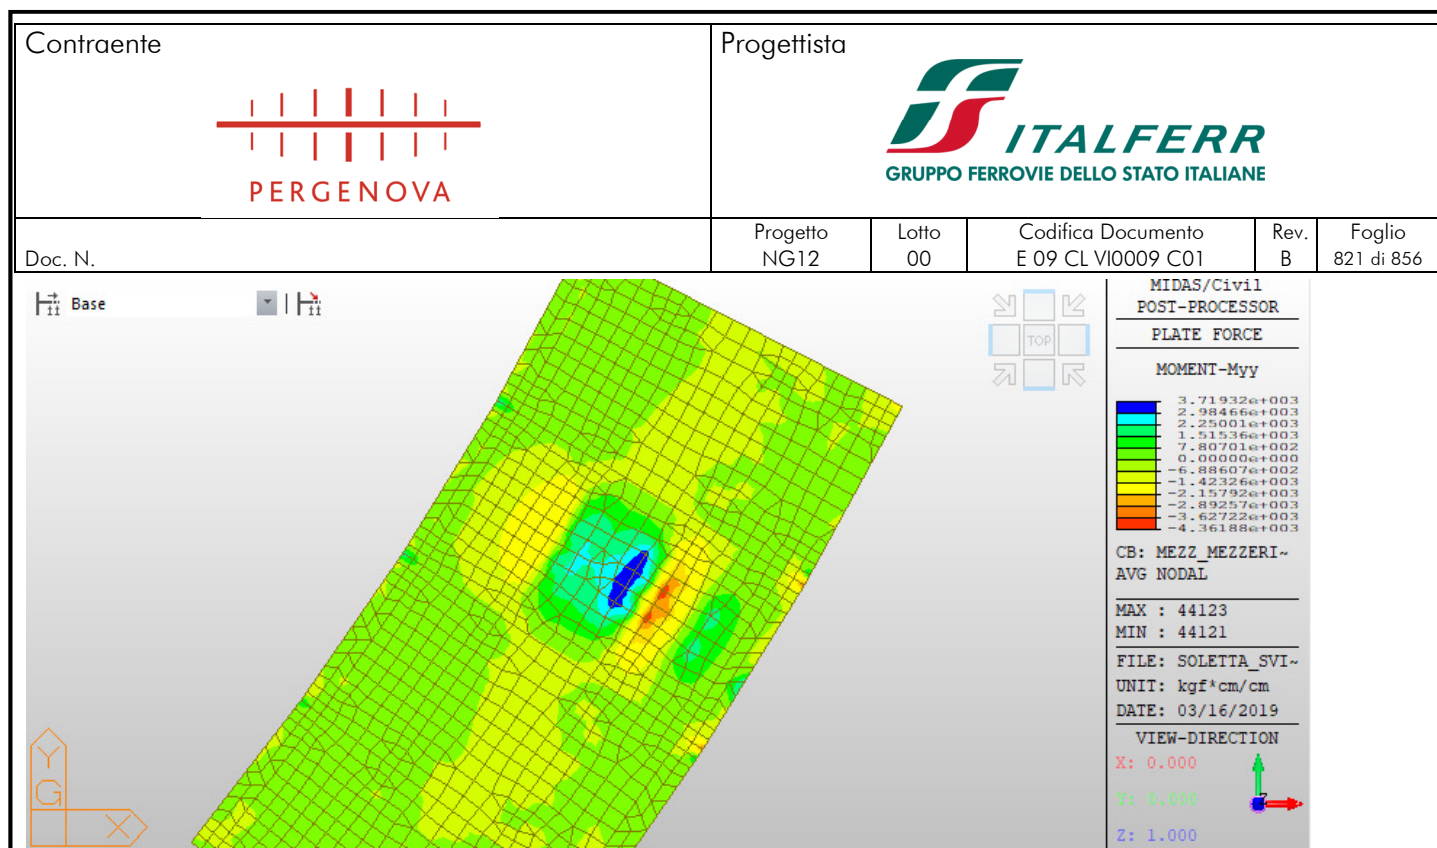 Contraente
Progettista
PERGENOVA
ITALFERR
GRUPPO FERROVIE DELLO STATO ITALIANE
Doc. N.
Progetto
NG12
Lotto
00
Codifica Documento
E 09 CL VI0009 C01
Rev.
B
Foglio
821 di 856
Base
TOP
MIDAS/Civil
POST-PROCESSOR
PLATE FORCE
MOMENT-Myy
3.71932e+003
2.98466e+003
2.25001e+003
1.51536e+003
7.80701e+002
0.00000e+000
-6.88607e+002
-1.42326e+003
-2.15792e+003
-2.89257e+003
-3.62722e+003
-4.36188e+003
CB: MEZZ_MEZZERI~
AVG NODAL
MAX : 44123
MIN : 44121
FILE: SOLETTA_SVI~
UNIT: kgf*cm/cm
DATE: 03/16/2019
VIEW-DIRECTION
X: 0.000
Y: 0.000
Z: 1.000
Z
Y
G
X